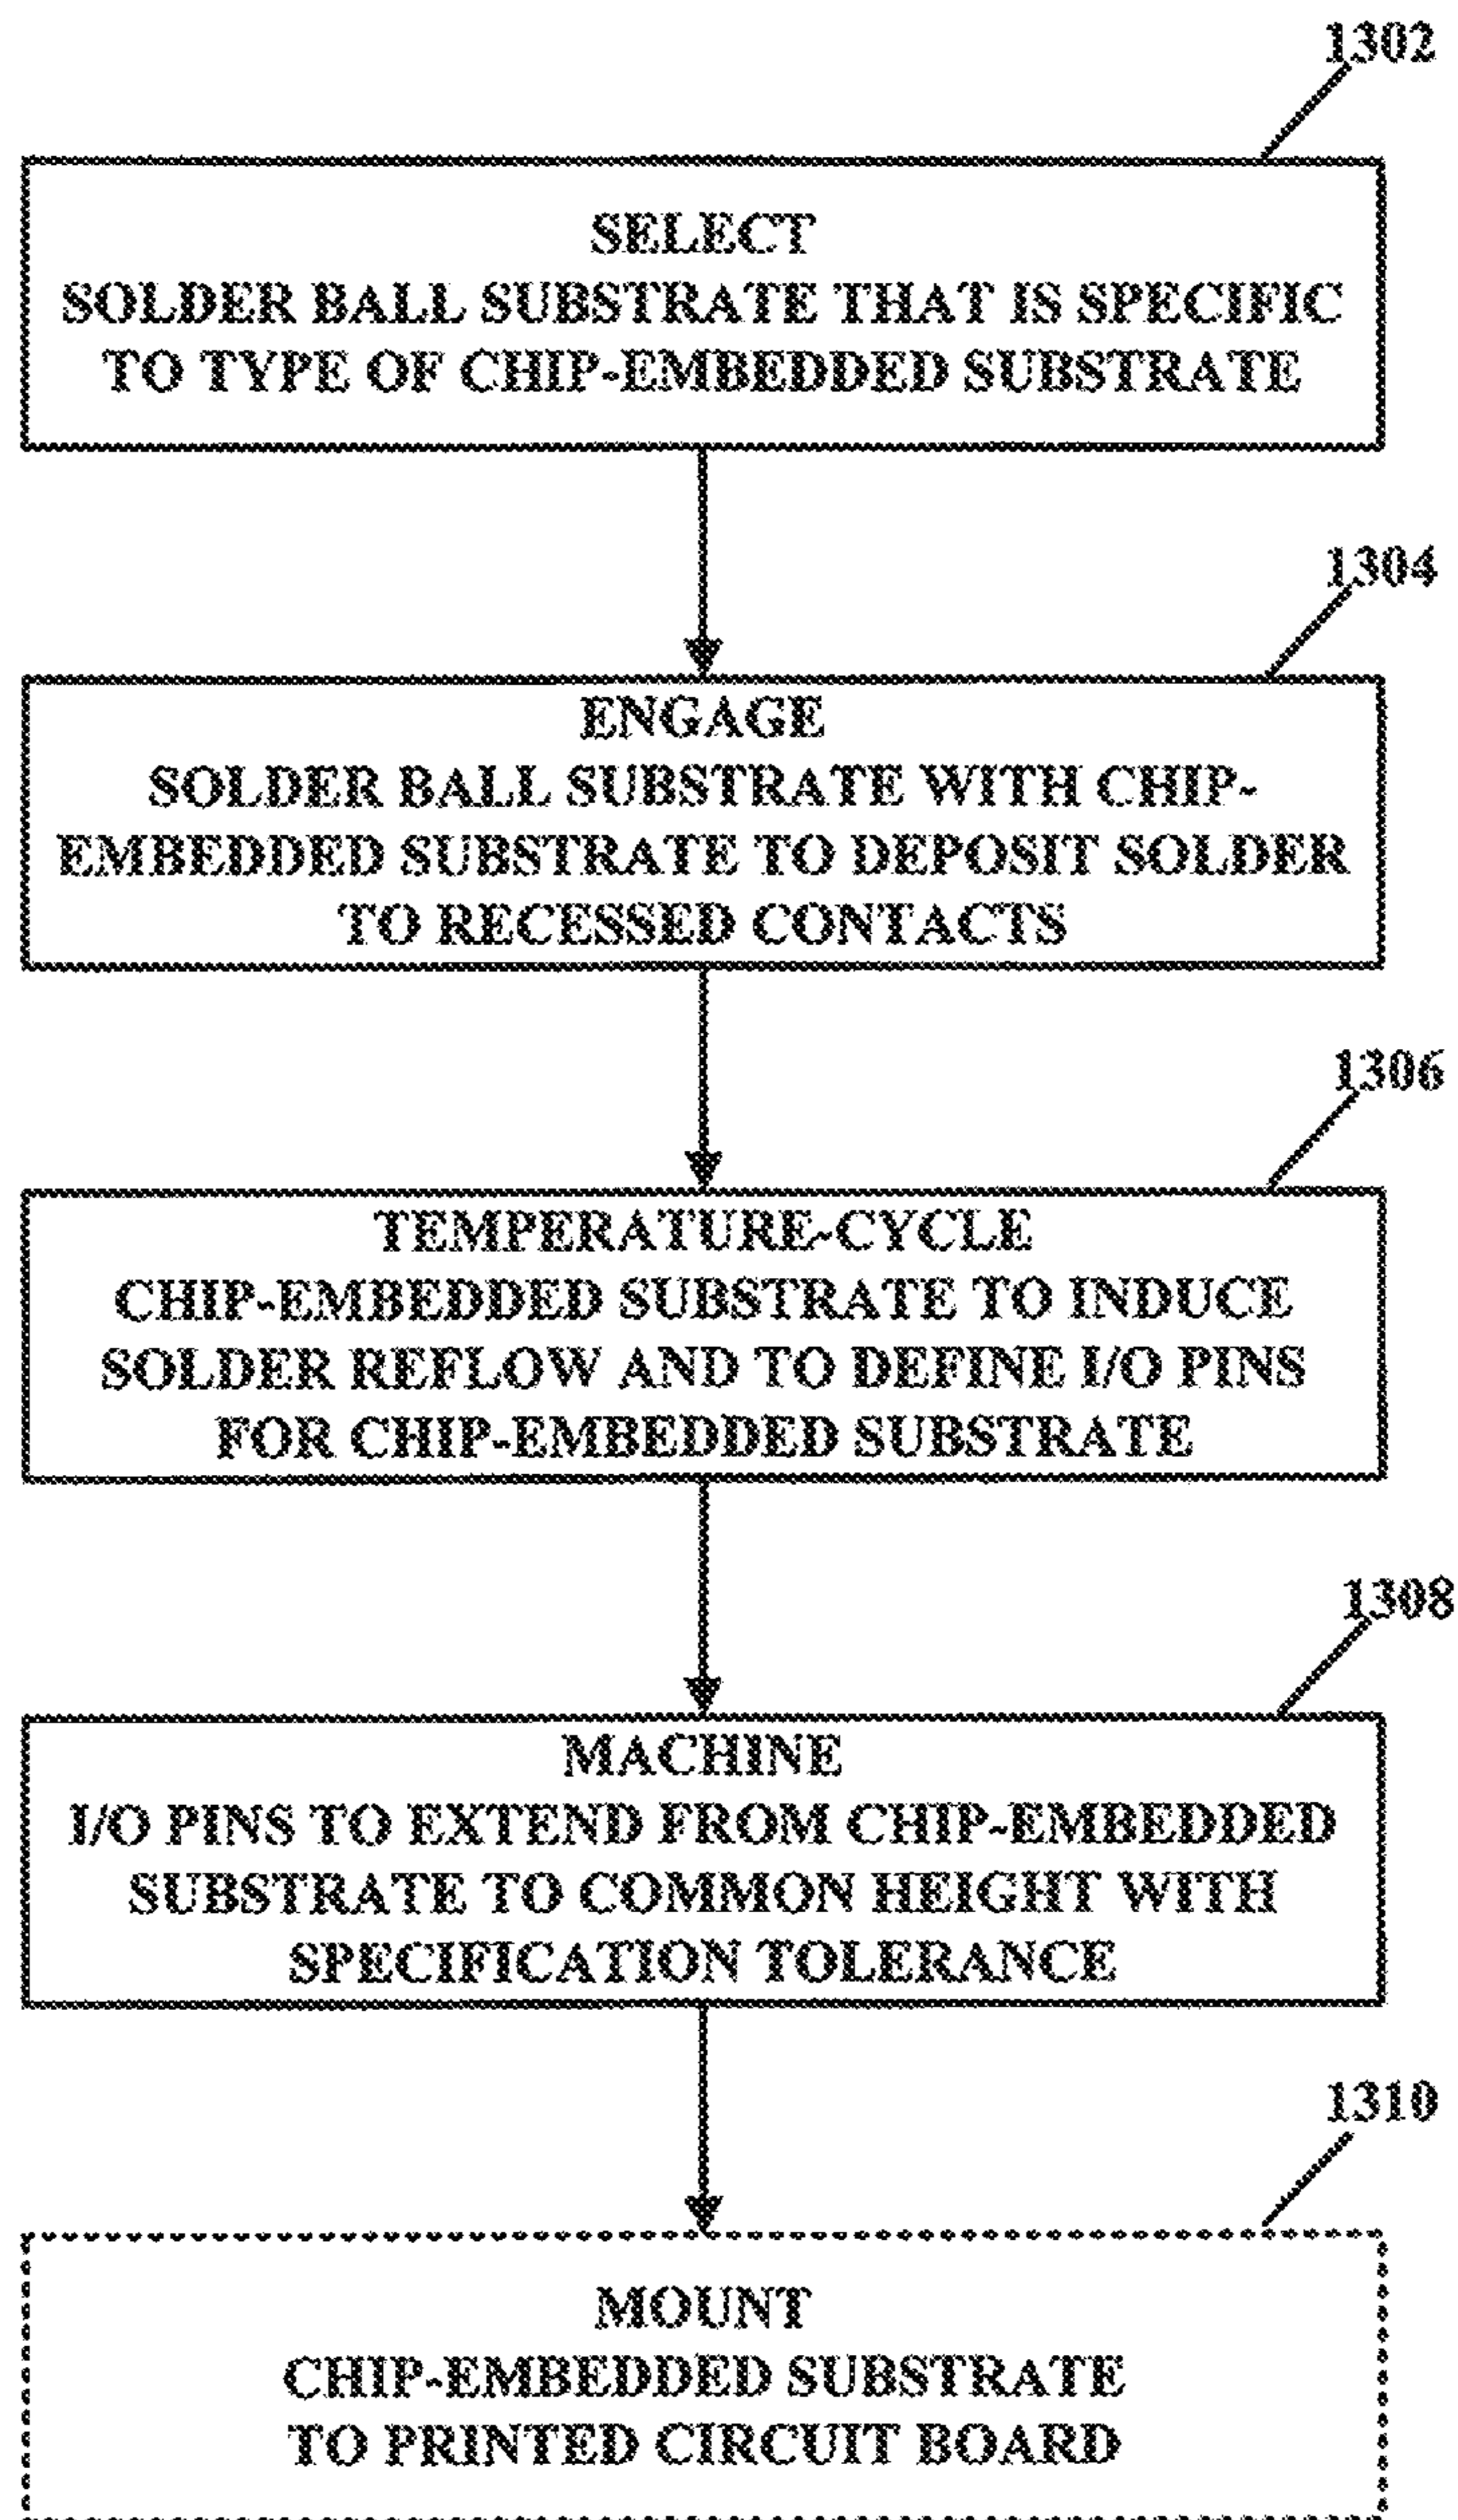 1302
SELECT
SOLDER BALL SUBSTRATE THAT IS SPECIFIC
TO TYPE OF CHIP-EMBEDDED SUBSTRATE
1304
ENGAGE
SOLDER BALL SUBSTRATE WITH CHIP-
EMBEDDED SUBSTRATE TO DEPOSIT SOLDER
TO RECESSED CONTACTS
1306
TEMPERATURE-CYCLE
CHIP-EMBEDDED SUBSTRATE TO INDUCE
SOLDER REFLOW AND TO DEFINE I/O PINS
FOR CHIP-EMBEDDED SUBSTRATE
1308
MACHINE
I/O PINS TO EXTEND FROM CHIP-EMBEDDED
SUBSTRATE TO COMMON HEIGHT WITH
SPECIFICATION TOLERANCE
1310
MOUNT
CHIP-EMBEDDED SUBSTRATE
TO PRINTED CIRCUIT BOARD